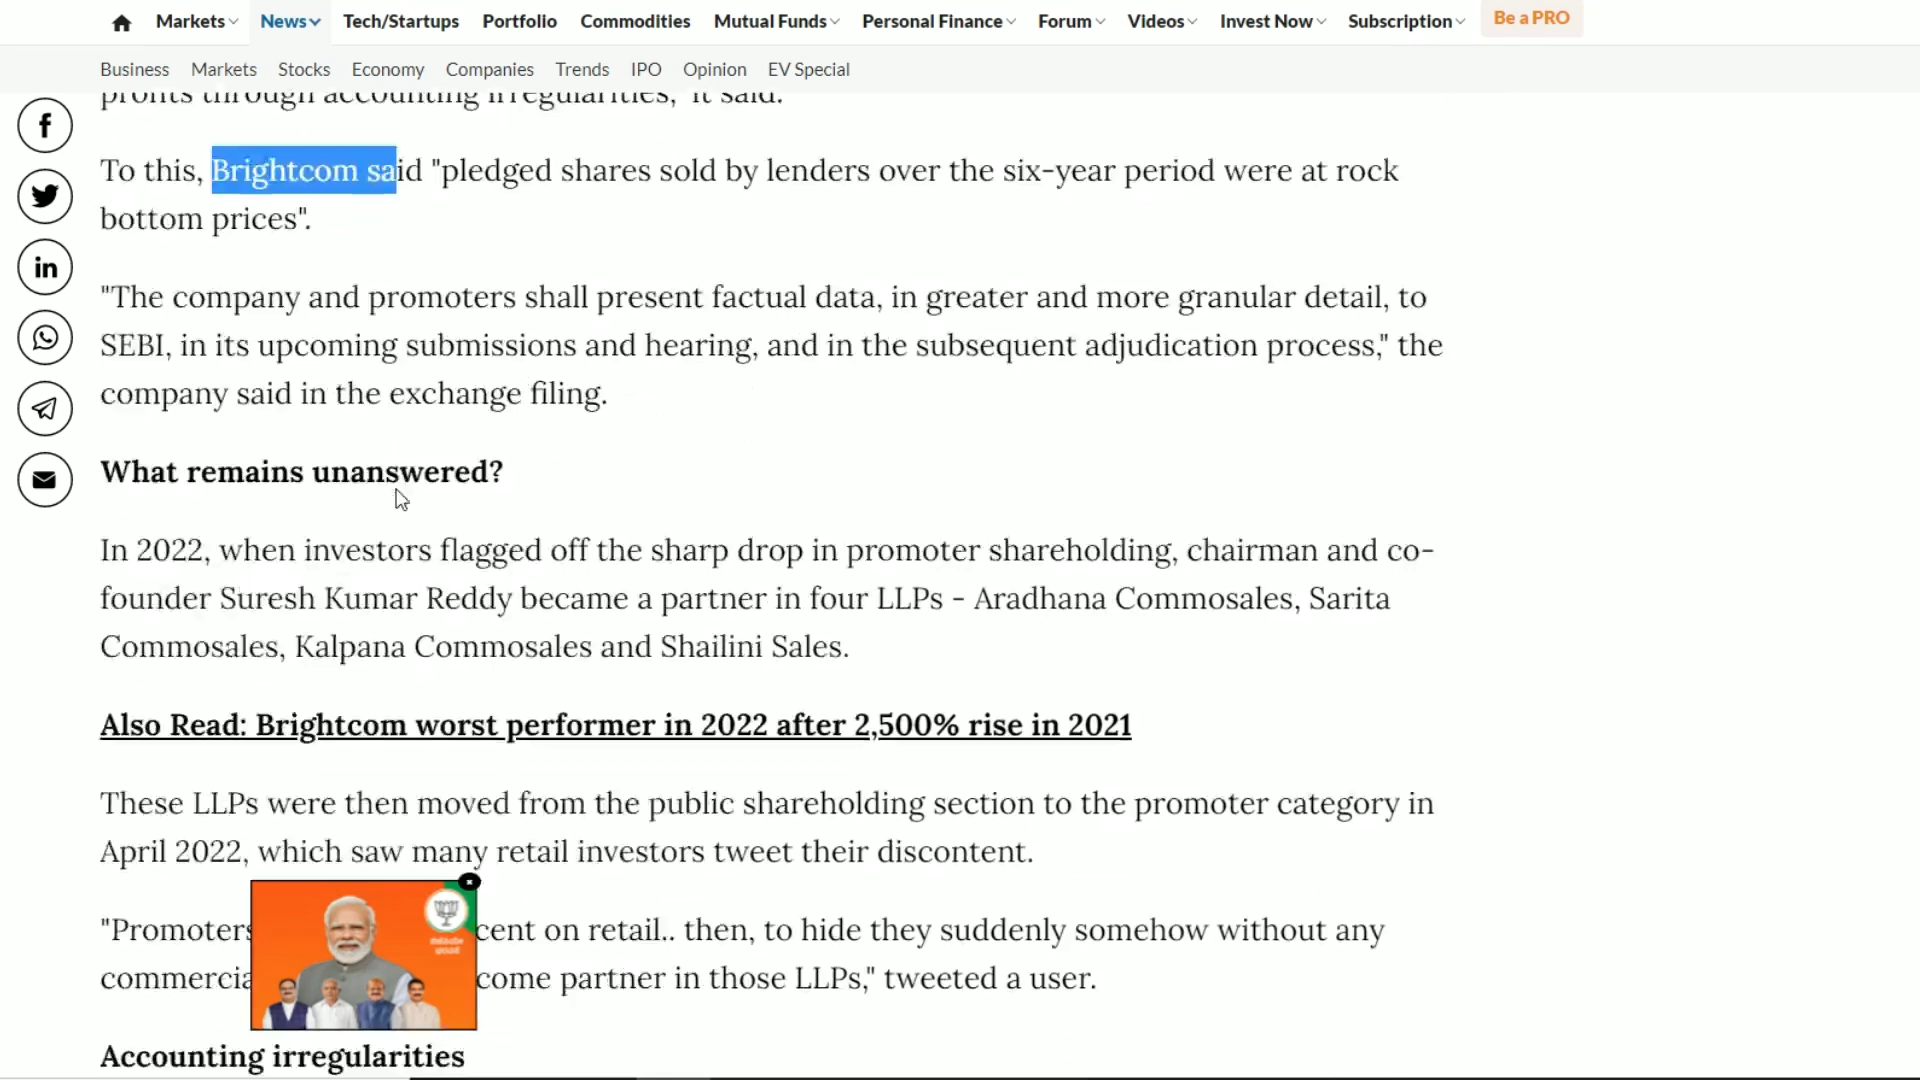 Markets News Tech/Startups Portfolio Commodities Mutual Funds Personal Finance Forum Videos Invest Now Subscription Be a PRO
Business Markets Stocks Economy Companies Trends IPO Opinion EV Special
profits through accounting irregularities," it said.
To this, Brightcom said "pledged shares sold by lenders over the six-year period were at rock
bottom prices".
"The company and promoters shall present factual data, in greater and more granular detail, to
SEBI, in its upcoming submissions and hearing, and in the subsequent adjudication process," the
company said in the exchange filing.
What remains unanswered?
In 2022, when investors flagged off the sharp drop in promoter shareholding, chairman and co-
founder Suresh Kumar Reddy became a partner in four LLPs - Aradhana Commosales, Sarita
Commosales, Kalpana Commosales and Shailini Sales.
Also Read: Brightcom worst performer in 2022 after 2,500% rise in 2021
These LLPs were then moved from the public shareholding section to the promoter category in
April 2022, which saw many retail investors tweet their discontent.
"Promoters cent on retail.. then, to hide they suddenly somehow without any
commercia come partner in those LLPs," tweeted a user.
Accounting irregularities